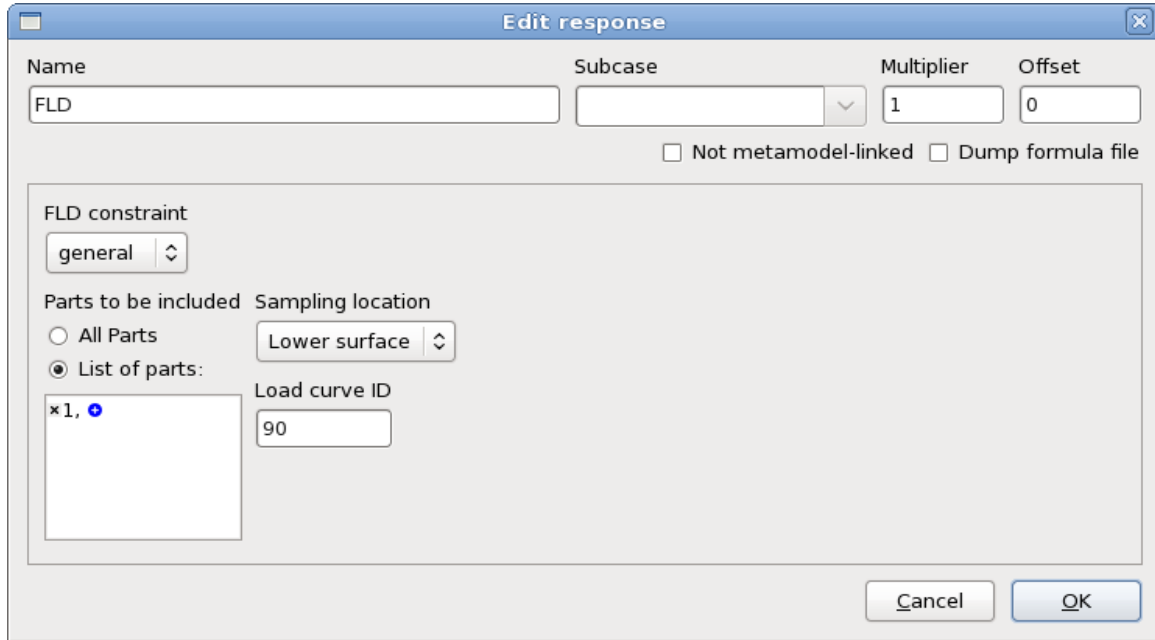 Edit response
Name Subcase Multiplier Offset
FLD 1 0
Not metamodel-linked Dump formula file
FLD constraint
general
Parts to be included Sampling location
All Parts
Lower surface
List of parts:
Load curve ID
×1,
90
Cancel OK